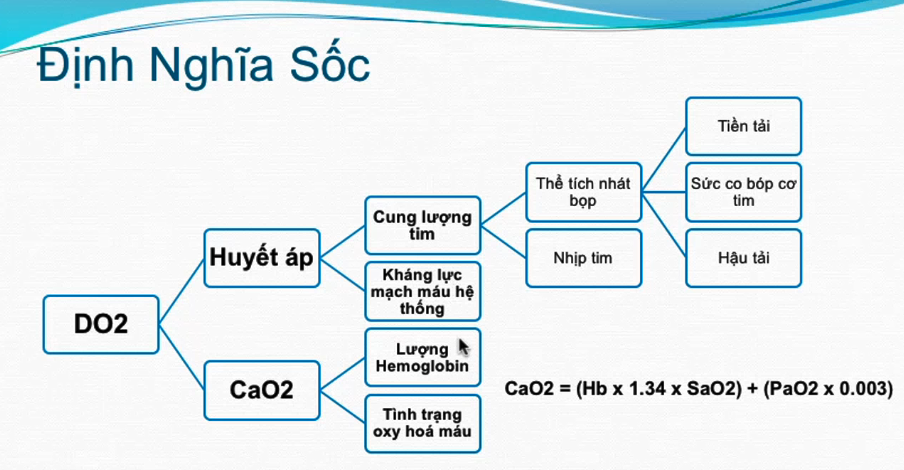 Định Nghĩa Sốc
Tiền tải
Thể tích nhát
bọp
Sức co bóp cơ
tim
Cung lượng
tim
Huyết áp
Nhịp tim
Hậu tải
Kháng lực
mạch máu hệ
thống
DO2
Lượng
Hemoglobin
CaO2
CaO2 = (Hb x 1.34 x SaO2) + (PaO2 x 0.003)
Tình trạng
oxy hoá máu